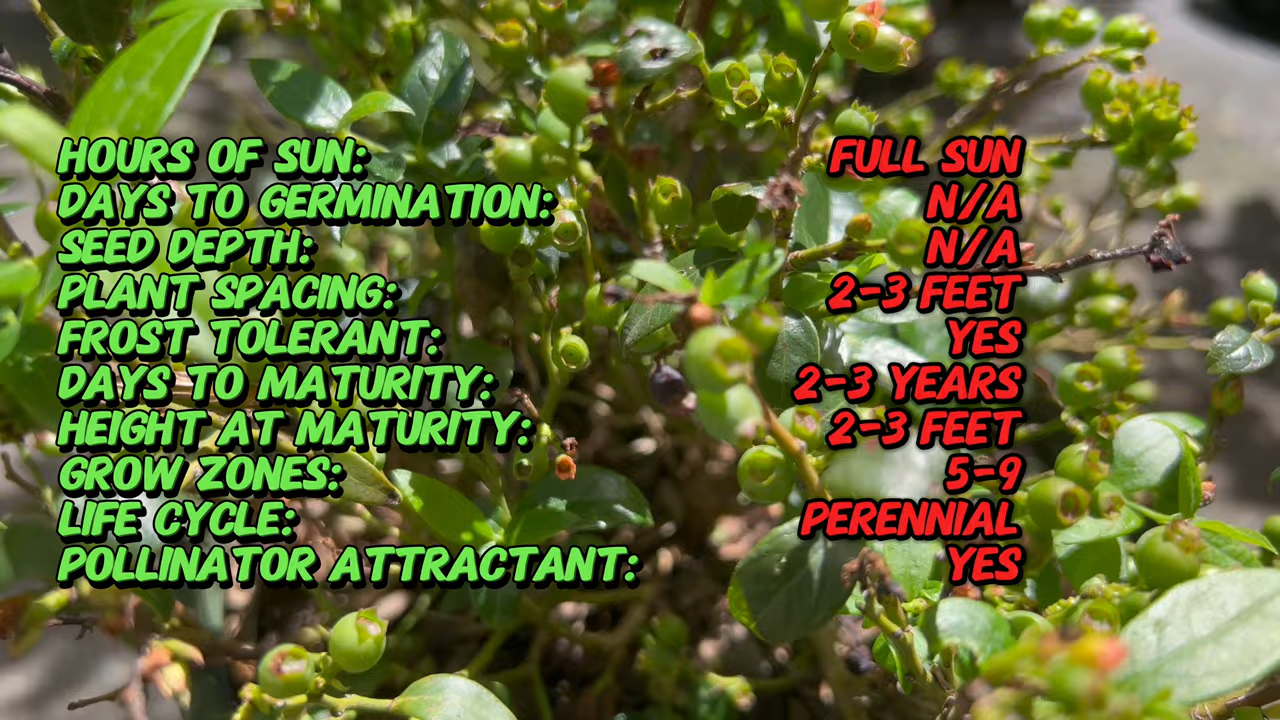 HOURS OF SUN: FULL SUN
DAYS TO GERMINATION: N/A
SEED DEPTH: N/A
PLANT SPACING: 2-3 FEET
FROST TOLERANT: YES
DAYS TO MATURITY: 2-3 YEARS
HEIGHT AT MATURITY: 2-3 FEET
GROW ZONES: 5-9
LIFE CYCLE: PERENNIAL
POLLINATOR ATTRACTANT: YES